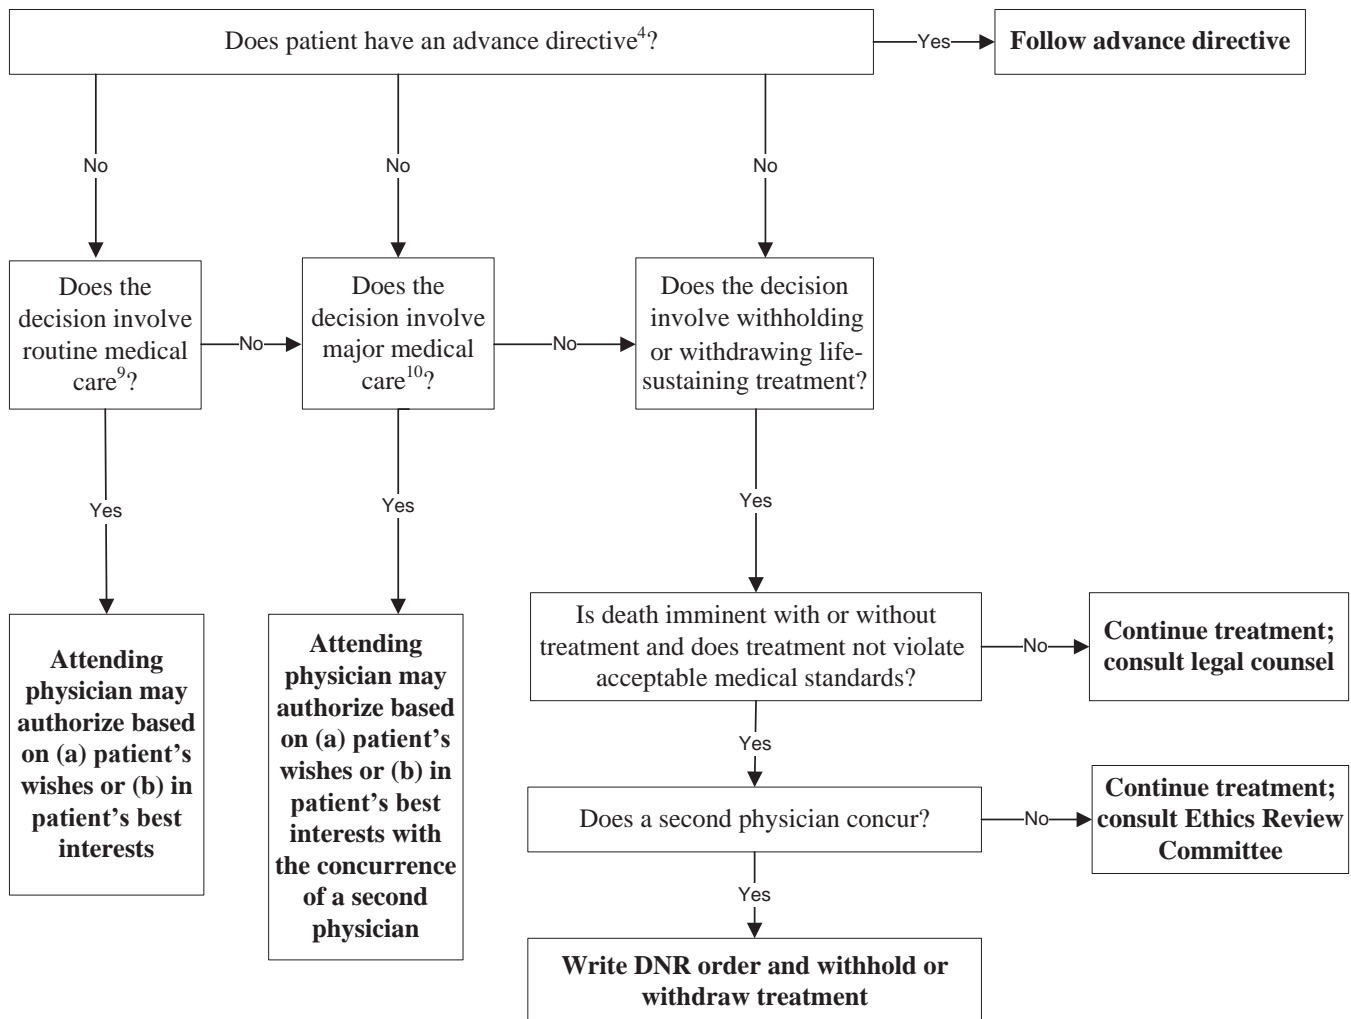 Does patient have an advance directive4?
Yes
Follow advance directive
No
No
No
Does the
decision involve
routine medical
care9?
No
Does the
decision involve
major medical
care10?
No
Does the decision
involve withholding
or withdrawing life-
sustaining treatment?
Yes
Yes
Yes
Attending
physician may
authorize based
on (a) patient’s
wishes or (b) in
patient’s best
interests
Attending
physician may
authorize based
on (a) patient’s
wishes or (b) in
patient’s best
interests with
the concurrence
of a second
physician
Is death imminent with or without
treatment and does treatment not violate
acceptable medical standards?
No
Continue treatment;
consult legal counsel
Yes
Does a second physician concur?
No
Continue treatment;
consult Ethics Review
Committee
Yes
Write DNR order and withhold or
withdraw treatment